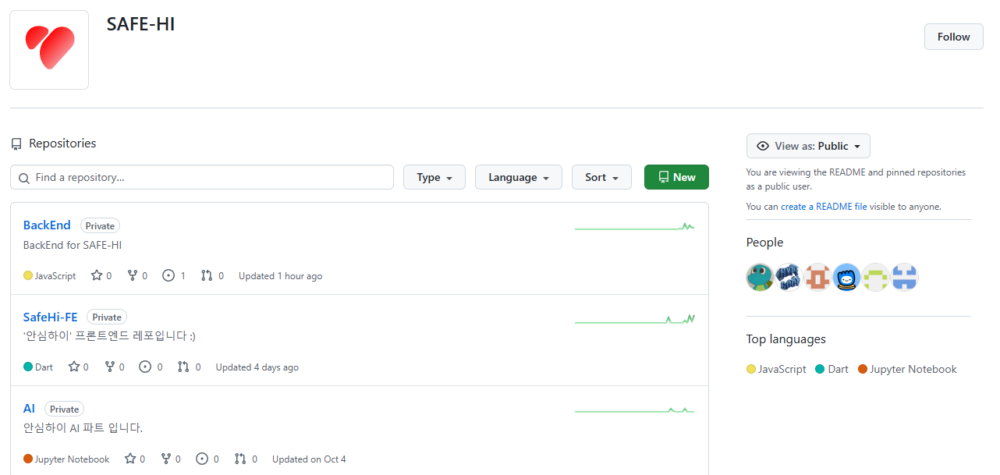 SAFE-HI
Follow
Repositories
View as: Public
Find a repository...
Type
Language
Sort
New
You are viewing the README and pinned repositories
as a public user.
You can create a README file visible to anyone.
BackEnd Private
BackEnd for SAFE-HI
JavaScript 0 0 1 0 Updated 1 hour ago
SafeHi-FE Private
'안심하이' 프론트엔드 레포입니다 :)
Dart 0 0 0 0 Updated 4 days ago
AI Private
안심하이 AI 파트 입니다.
Jupyter Notebook 0 0 0 0 Updated on Oct 4
People
Top languages
JavaScript Dart Jupyter Notebook